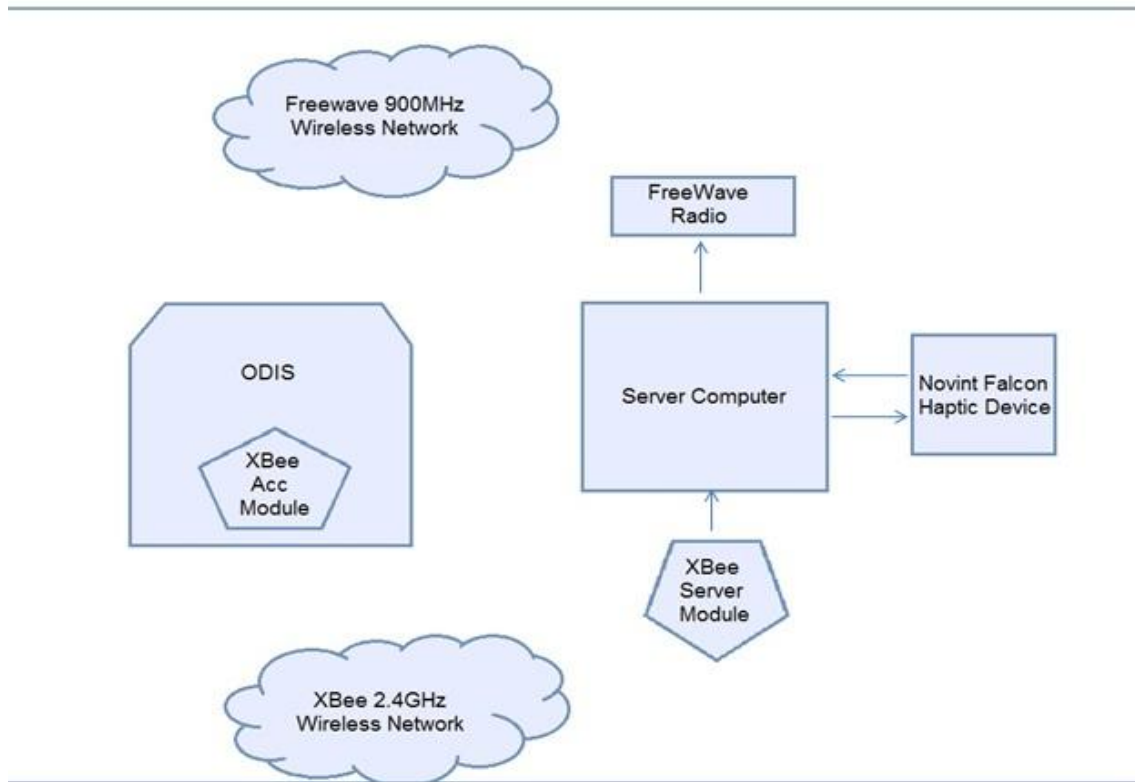 Freewave 900MHz
Wireless Network
FreeWave
Radio
ODIS
XBee
Acc
Module
Server Computer
Novint Falcon
Haptic Device
XBee
Server
Module
XBee 2.4GHz
Wireless Network